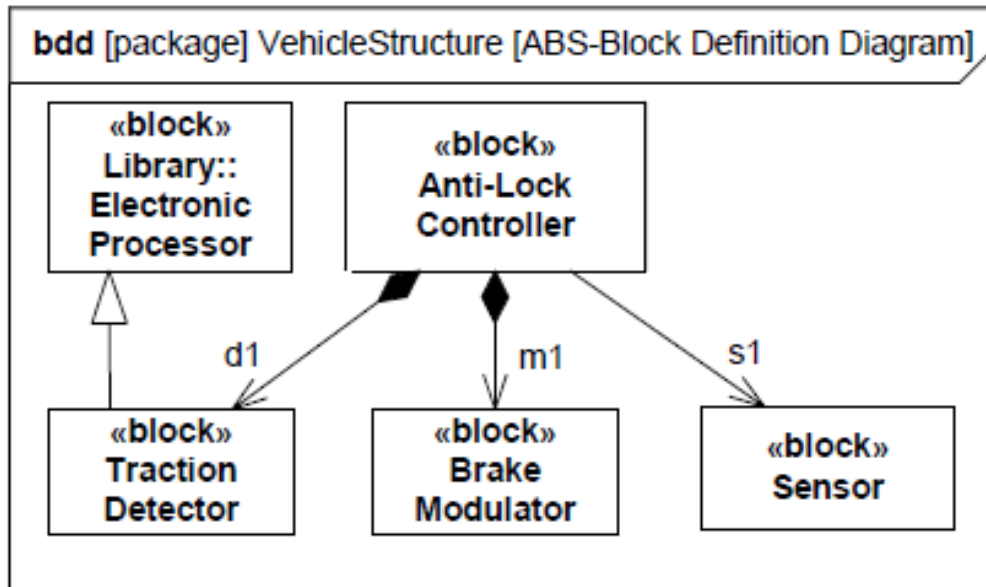 bdd [package] VehicleStructure [ABS-Block Definition Diagram]
«block»
Library::
Electronic
Processor
«block»
Anti-Lock
Controller
d1
m1
s1
«block»
Traction
Detector
«block»
Brake
Modulator
«block»
Sensor